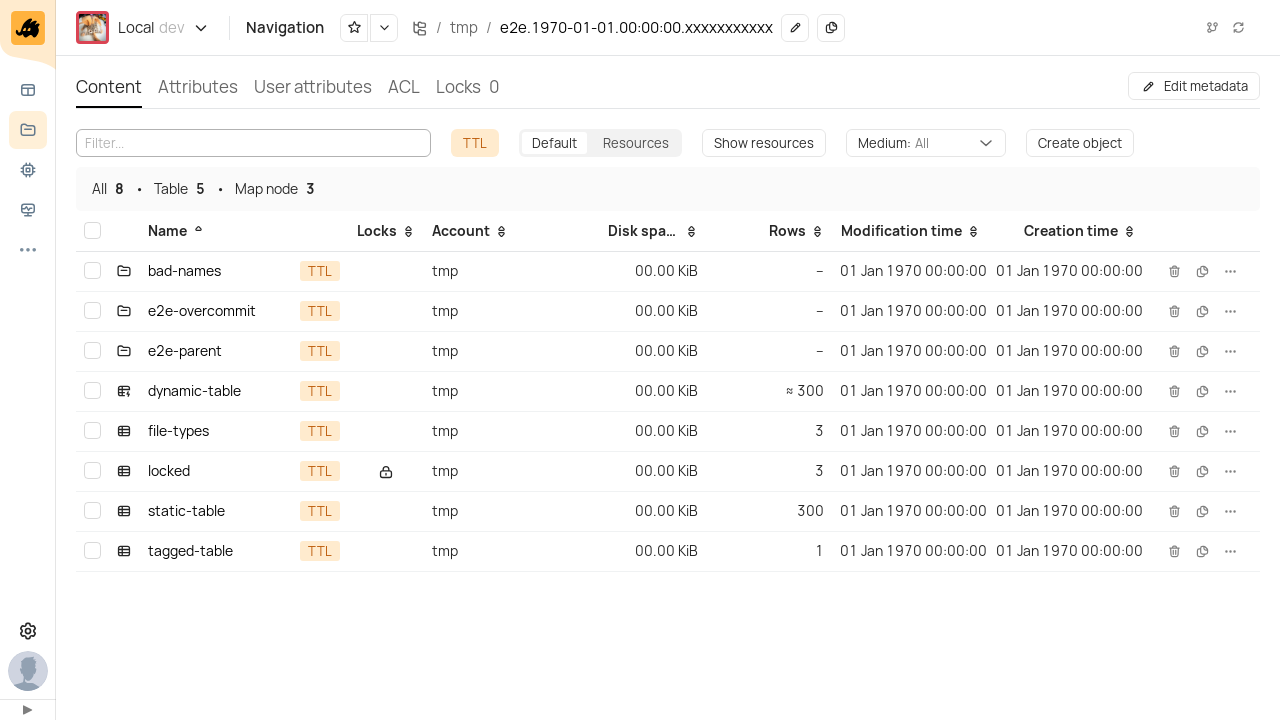 Local dev Navigation / tmp / e2e.1970-01-01.00:00:00.xxxxxxxxxxx
Content Attributes User attributes ACL Locks 0 Edit metadata
Filter... TTL Default Resources Show resources Medium: All Create object
All 8 • Table 5 • Map node 3
Name Locks Account Disk spa... Rows Modification time Creation time
bad-names TTL tmp 00.00 KiB – 01 Jan 1970 00:00:00 01 Jan 1970 00:00:00
e2e-overcommit TTL tmp 00.00 KiB – 01 Jan 1970 00:00:00 01 Jan 1970 00:00:00
e2e-parent TTL tmp 00.00 KiB – 01 Jan 1970 00:00:00 01 Jan 1970 00:00:00
dynamic-table TTL tmp 00.00 KiB ≈ 300 01 Jan 1970 00:00:00 01 Jan 1970 00:00:00
file-types TTL tmp 00.00 KiB 3 01 Jan 1970 00:00:00 01 Jan 1970 00:00:00
locked TTL tmp 00.00 KiB 3 01 Jan 1970 00:00:00 01 Jan 1970 00:00:00
static-table TTL tmp 00.00 KiB 300 01 Jan 1970 00:00:00 01 Jan 1970 00:00:00
tagged-table TTL tmp 00.00 KiB 1 01 Jan 1970 00:00:00 01 Jan 1970 00:00:00